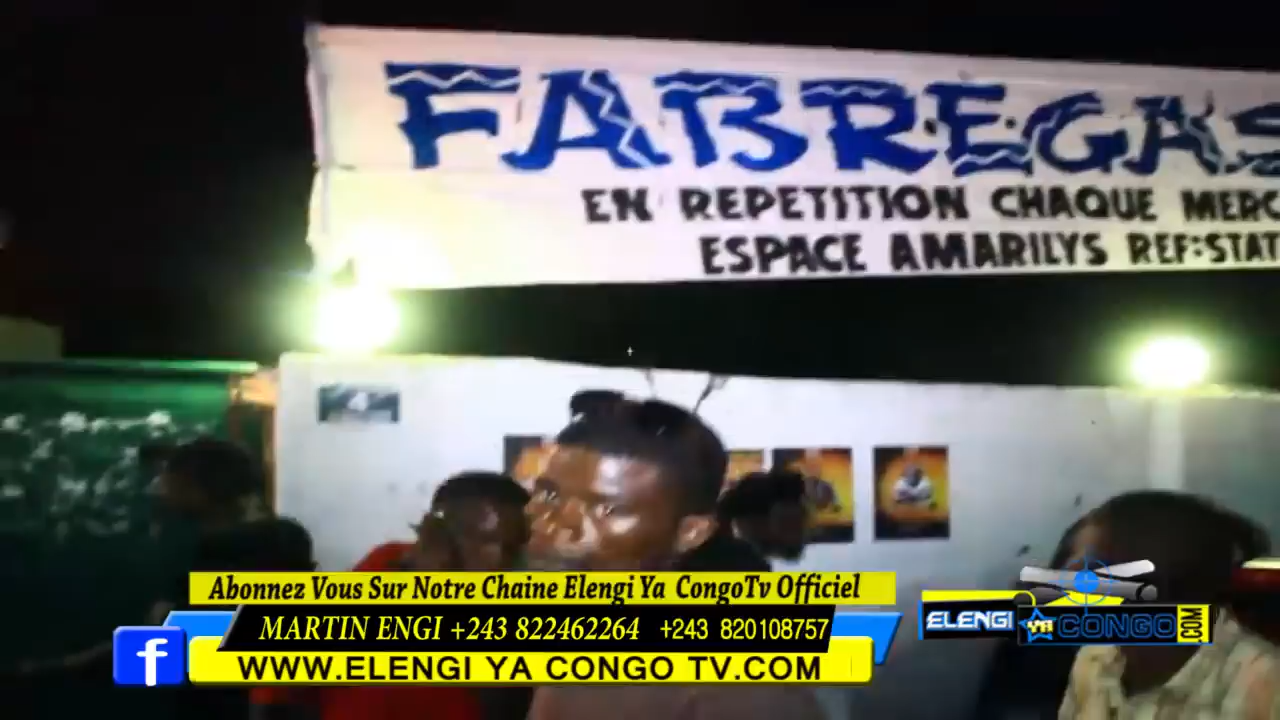 FABREGAS
EN REPETITION CHAQUE MERC
ESPACE AMARILYS REF:STAT
Abonnez Vous Sur Notre Chaine Elengi Ya CongoTv Officiel
MARTIN ENGI +243 822462264 +243 820108757
f WWW.ELENGI YA CONGO TV.COM
ELENGI YA CONGO .COM